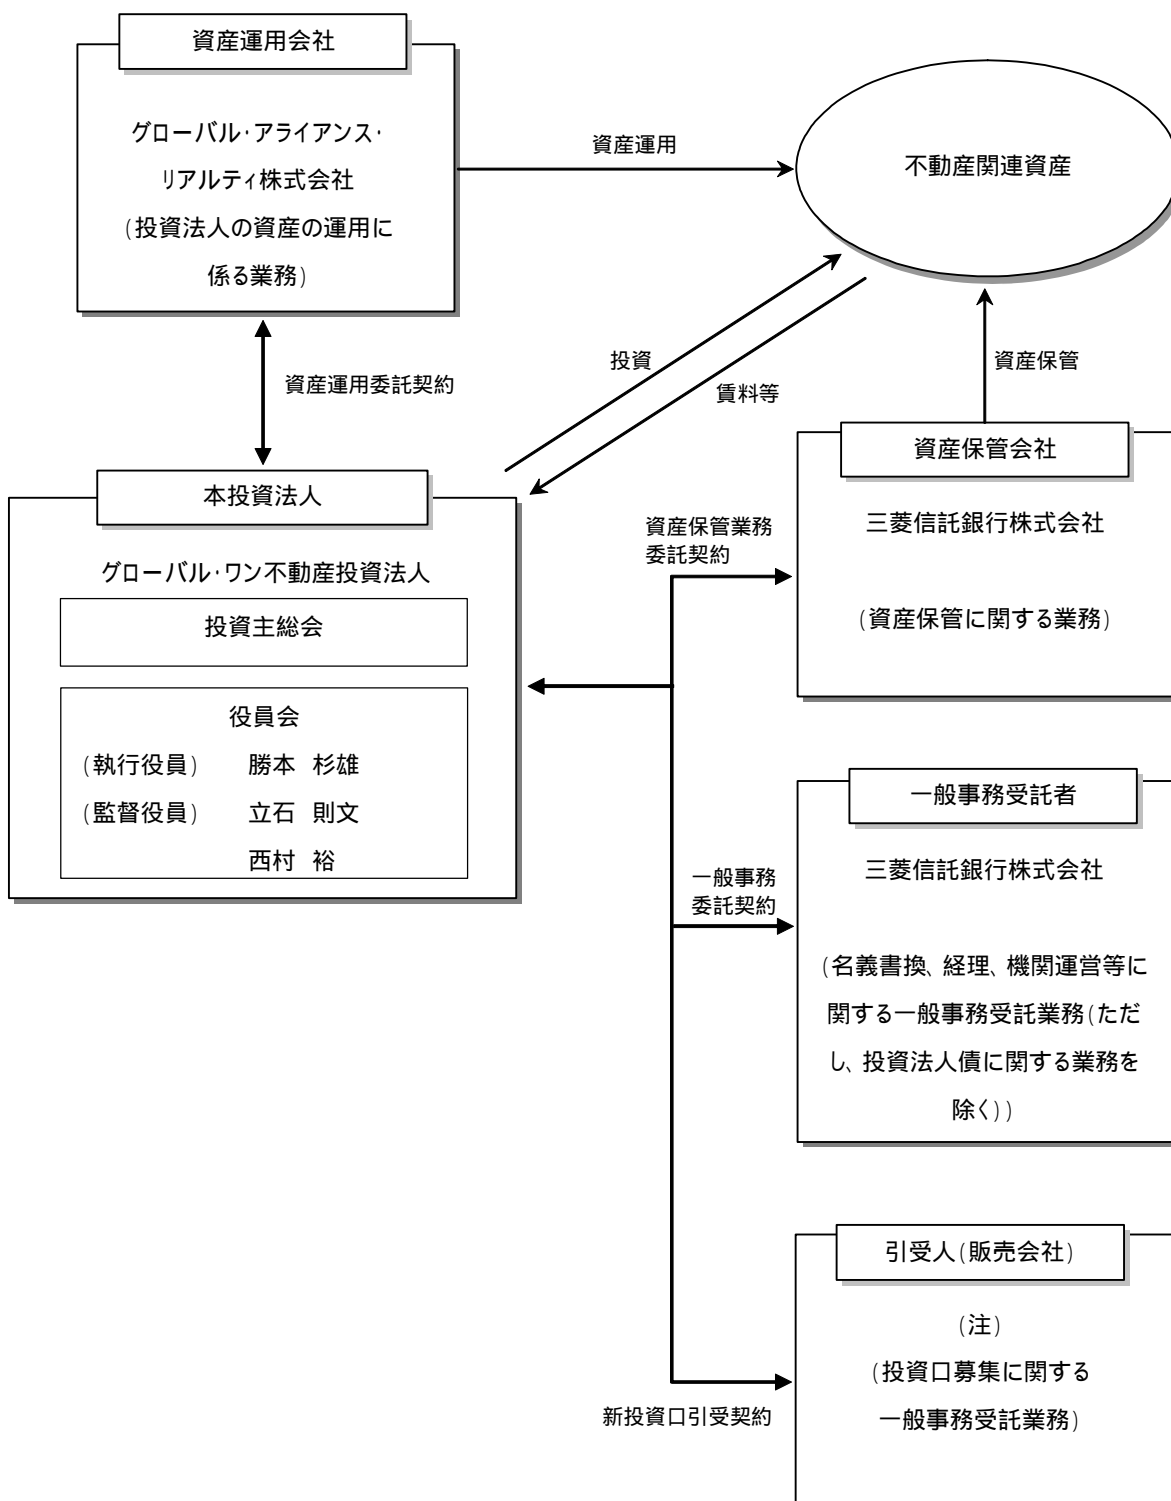 資産運用会社
グローバル・アライアンス・
リアルティ株式会社
(投資法人の資産の運用に
係る業務)
資産運用
不動産関連資産
資産運用委託契約
投資
賃料等
資産保管
本投資法人
グローバル・ワン不動産投資法人
投資主総会
役員会
(執行役員) 勝本 杉雄
(監督役員) 立石 則文
西村 裕
資産保管業務
委託契約
資産保管会社
三菱信託銀行株式会社
(資産保管に関する業務)
一般事務
委託契約
一般事務受託者
三菱信託銀行株式会社
(名義書換、経理、機関運営等に
関する一般事務受託業務(ただ
し、投資法人債に関する業務を
除く))
新投資口引受契約
引受人(販売会社)
(注)
(投資口募集に関する
一般事務受託業務)